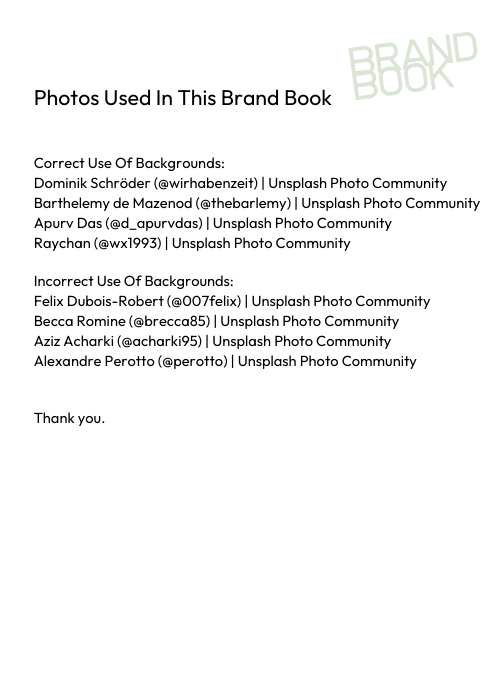 BRAND
BOOK
Photos Used In This Brand Book
Correct Use Of Backgrounds:
Dominik Schröder (@wirhabenzeit) | Unsplash Photo Community
Barthelemy de Mazenod (@thebarlemy) | Unsplash Photo Community
Apurv Das (@d_apurvdas) | Unsplash Photo Community
Raychan (@wx1993) | Unsplash Photo Community
Incorrect Use Of Backgrounds:
Felix Dubois-Robert (@007felix) | Unsplash Photo Community
Becca Romine (@brecca85) | Unsplash Photo Community
Aziz Acharki (@acharki95) | Unsplash Photo Community
Alexandre Perotto (@perotto) | Unsplash Photo Community
Thank you.